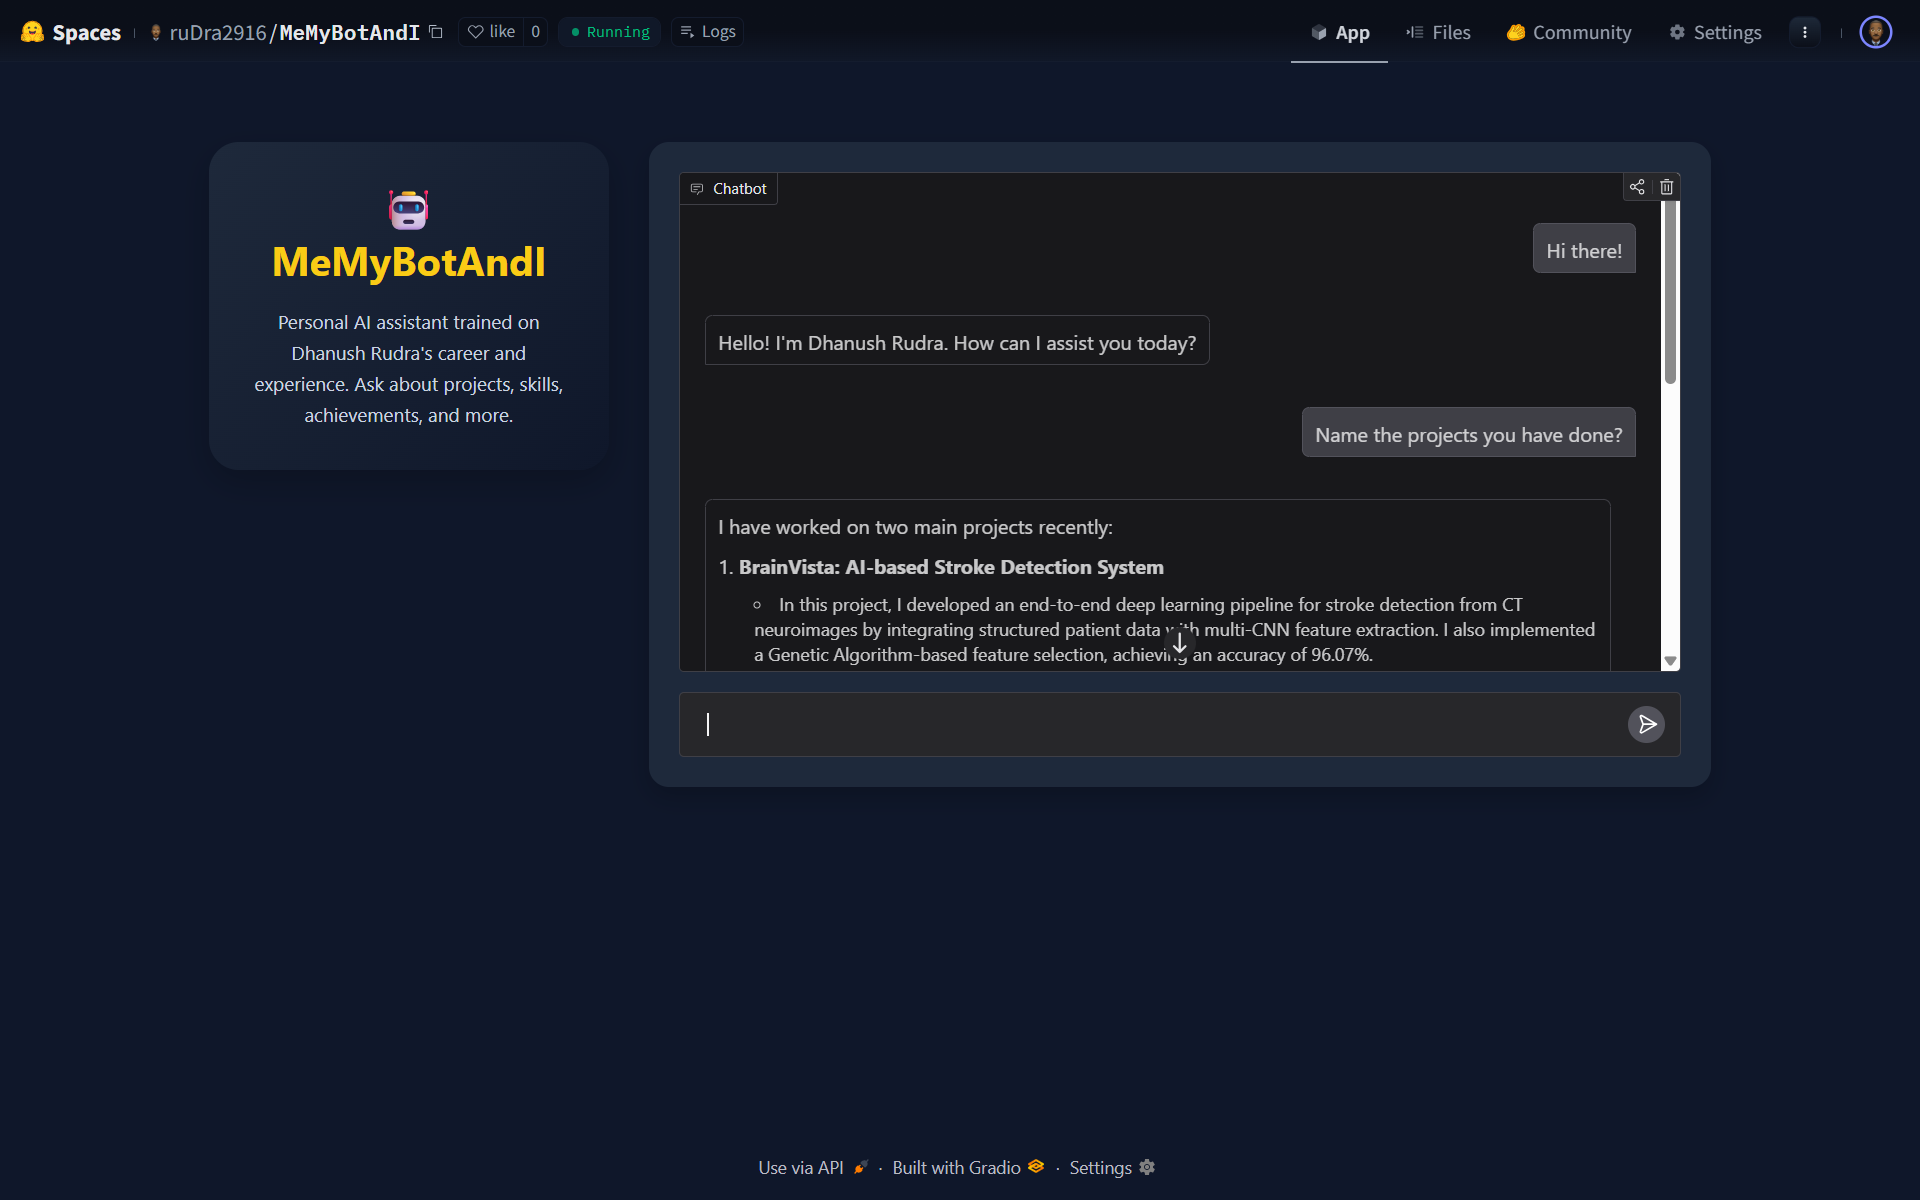 Spaces
ruDra2916/MeMyBotAndI
like 0
Running
Logs
App
Files
Community
Settings
MeMyBotAndI
Personal AI assistant trained on
Dhanush Rudra's career and
experience. Ask about projects, skills,
achievements, and more.
Chatbot
Hi there!
Hello! I'm Dhanush Rudra. How can I assist you today?
Name the projects you have done?
I have worked on two main projects recently:
1. BrainVista: AI-based Stroke Detection System
In this project, I developed an end-to-end deep learning pipeline for stroke detection from CT
neuroimages by integrating structured patient data with multi-CNN feature extraction. I also implemented
a Genetic Algorithm-based feature selection, achieving an accuracy of 96.07%.
Use via API · Built with Gradio · Settings